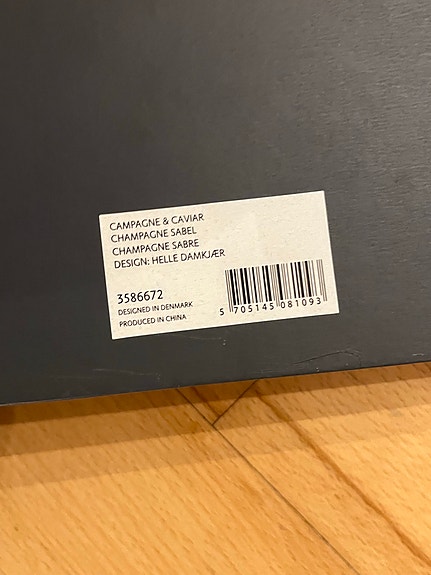 CAMPAGNE & CAVIAR
CHAMPAGNE SABEL
CHAMPAGNE SABRE
DESIGN: HELLE DAMKJÆR
3586672
DESIGNED IN DENMARK
PRODUCED IN CHINA
5 705145 081093